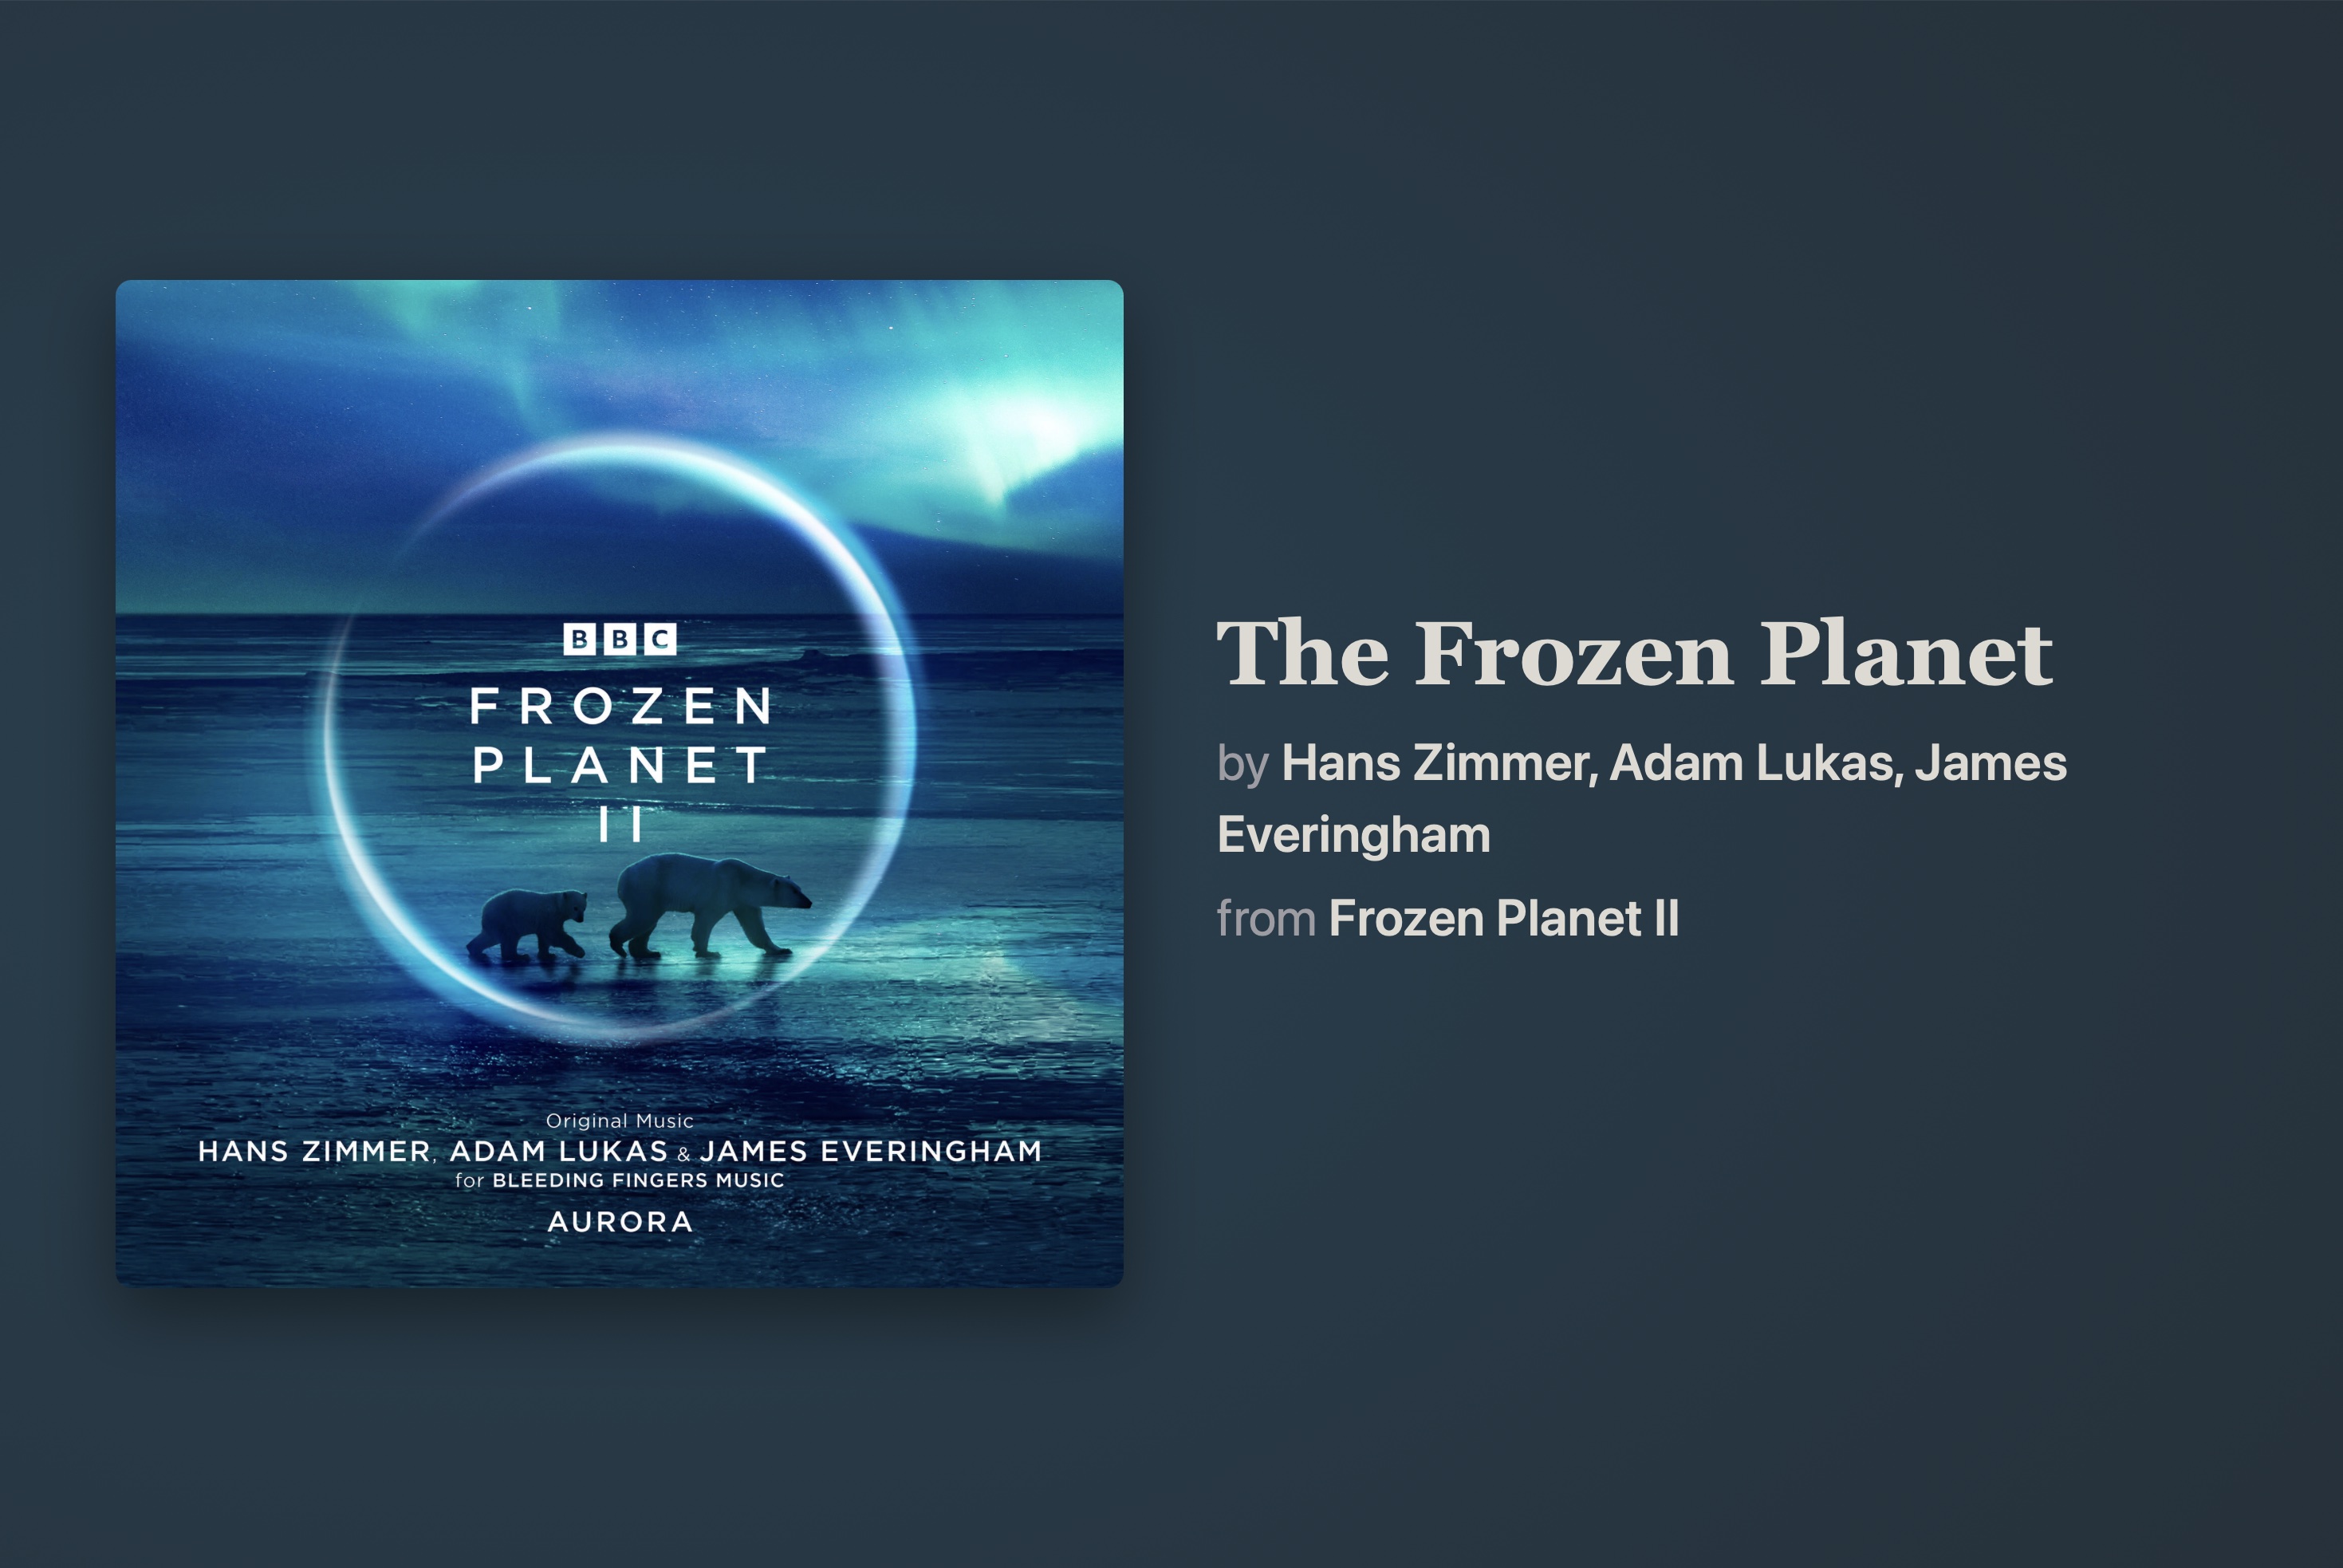 BBC
FROZEN
PLANET
II
Original Music
HANS ZIMMER, ADAM LUKAS & JAMES EVERINGHAM
for BLEEDING FINGERS MUSIC
AURORA
The Frozen Planet
by Hans Zimmer, Adam Lukas, James
Everingham
from Frozen Planet II